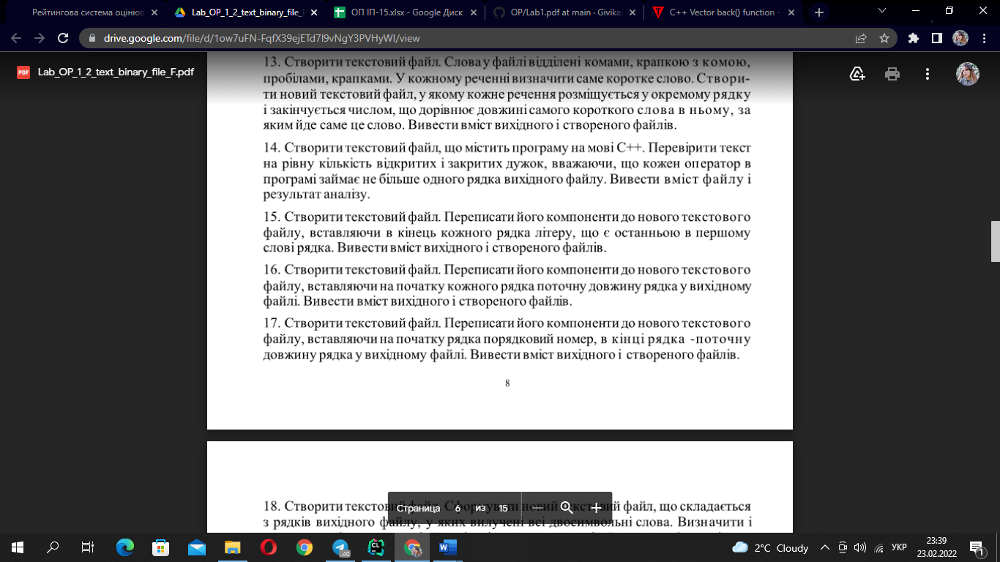 Рейтингова система оцінюв
Lab_OP_1_2_text_binary_file_
ОП ІП-15.xlsx - Google Диск
OP/Lab1.pdf at main · Givika
C++ Vector back() function -
drive.google.com/file/d/1ow7uFN-FqfX39ejETd7I9vNgY3PVHyWl/view
PDF Lab_OP_1_2_text_binary_file_F.pdf
13. Створити текстовий файл. Слова у файлі відділені комами, крапкою з комою,
пробілами, крапками. У кожному реченні визначити саме коротке слово. Створи-
ти новий текстовий файл, у якому кожне речення розміщується у окремому рядку
і закінчується числом, що дорівнює довжині самого короткого слова в ньому, за
яким йде саме це слово. Вивести вміст вихідного і створеного файлів.
14. Створити текстовий файл, що містить програму на мові С++. Перевірити текст
на рівну кількість відкритих і закритих дужок, вважаючи, що кожен оператор в
програмі займає не більше одного рядка вихідного файлу. Вивести вміст файлу і
результат аналізу.
15. Створити текстовий файл. Переписати його компоненти до нового текстового
файлу, вставляючи в кінець кожного рядка літеру, що є останньою в першому
слові рядка. Вивести вміст вихідного і створеного файлів.
16. Створити текстовий файл. Переписати його компоненти до нового текстового
файлу, вставляючи на початку кожного рядка поточну довжину рядка у вихідному
файлі. Вивести вміст вихідного і створеного файлів.
17. Створити текстовий файл. Переписати його компоненти до нового текстового
файлу, вставляючи на початку рядка порядковий номер, в кінці рядка -поточну
довжину рядка у вихідному файлі. Вивести вміст вихідного і створеного файлів.
8
18. Створити текстовий файл. Сформувати новий текстовий файл, що складається
з рядків вихідного файлу, у яких вилучені всі двосимвольні слова. Визначити і
Страница 6 из 15
40
CL
2°C Cloudy
УКР
23:39
23.02.2022
1